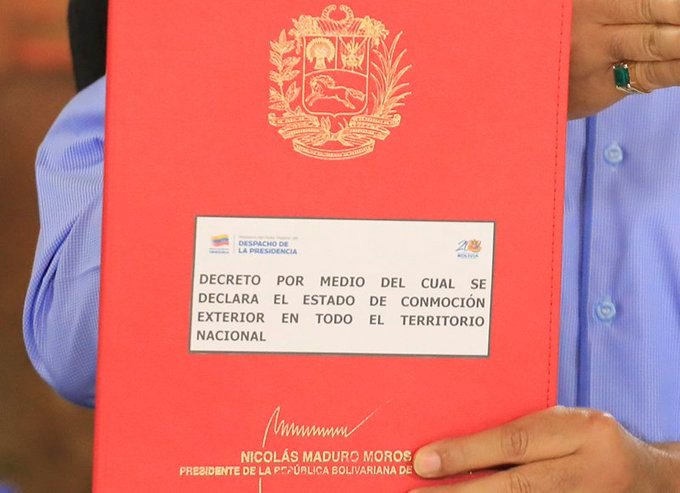 DESPACHO DE
LA PRESIDENCIA
DECRETO POR MEDIO DEL CUAL SE
DECLARA EL ESTADO DE CONMOCIÓN
EXTERIOR EN TODO EL TERRITORIO
NACIONAL
NICOLÁS MADURO MOROS
PRESIDENTE DE LA REPÚBLICA BOLIVARIANA DE